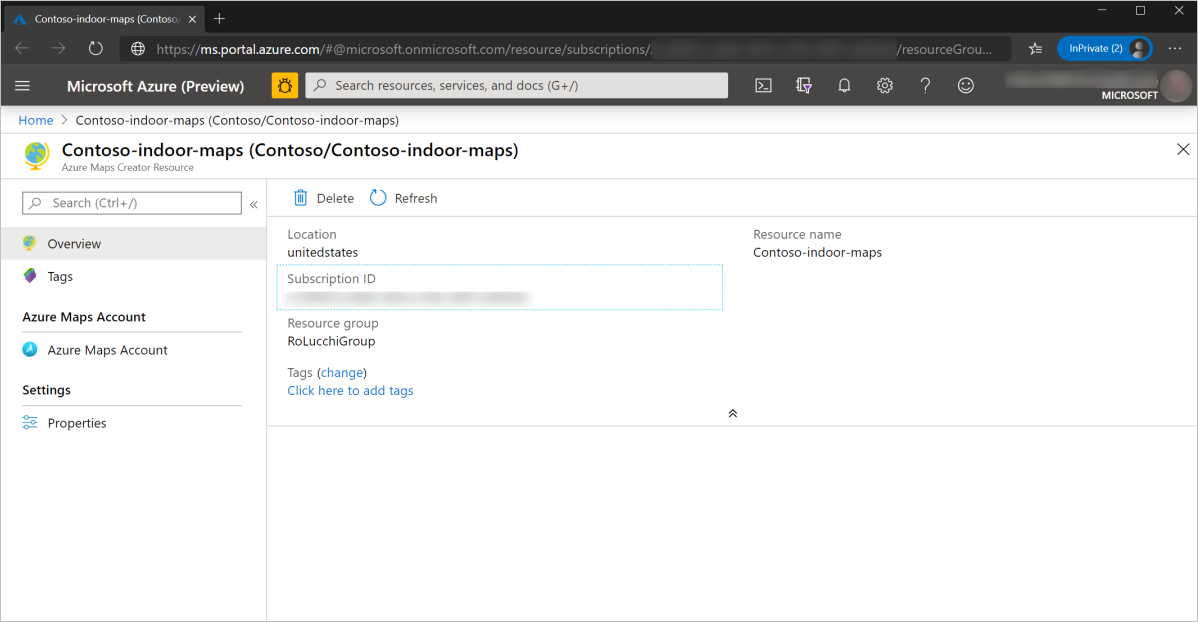 Contoso-indoor-maps (Contoso/
https://ms.portal.azure.com/#@microsoft.onmicrosoft.com/resource/subscriptions/ /resourceGrou...
InPrivate (2)
Microsoft Azure (Preview)
Search resources, services, and docs (G+/)
MICROSOFT
Home > Contoso-indoor-maps (Contoso/Contoso-indoor-maps)
Contoso-indoor-maps (Contoso/Contoso-indoor-maps)
Azure Maps Creator Resource
Search (Ctrl+/)
«
Overview
Tags
Azure Maps Account
Azure Maps Account
Settings
Properties
Delete
Refresh
Location
unitedstates
Subscription ID
Resource group
RoLucchiGroup
Tags (change)
Click here to add tags
Resource name
Contoso-indoor-maps